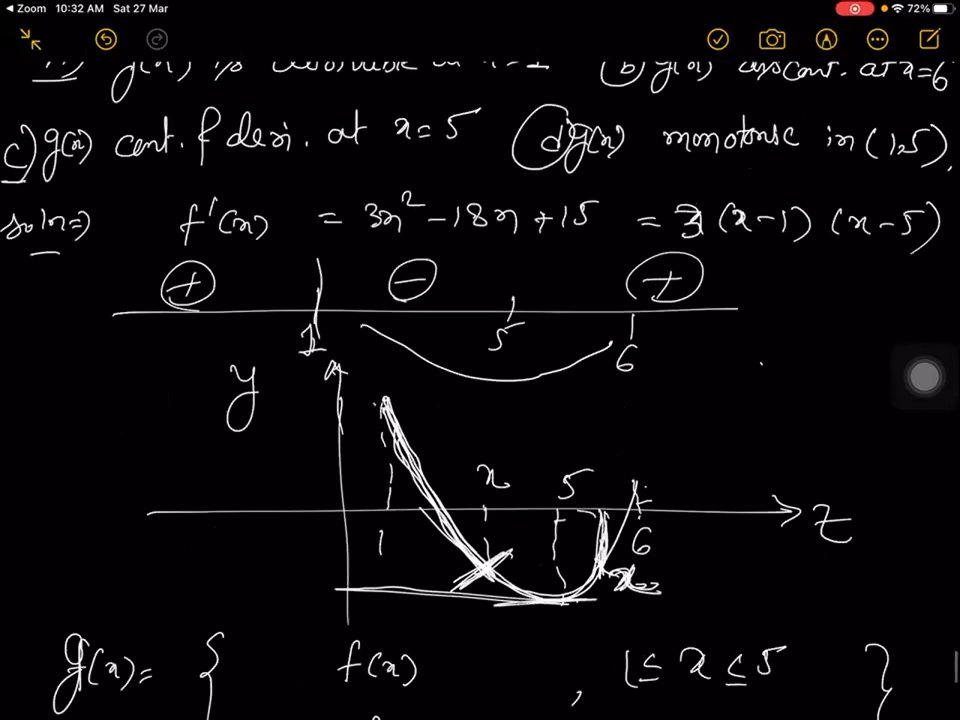 Zoom 10:32 AM Sat 27 Mar 72%
(b) g(x) discont. at x=6
c) g(x) cont. & deri. at x=5 (d) g(x) monotonic in (1,5)
soln⇒ f'(x) = 3x² - 18x + 15 = 3 (x-1) (x-5)
+ - +
1 5 6
y
x 5
1 6
x
z
g(x) = { f(x) , 1 ≤ x ≤ 5 }